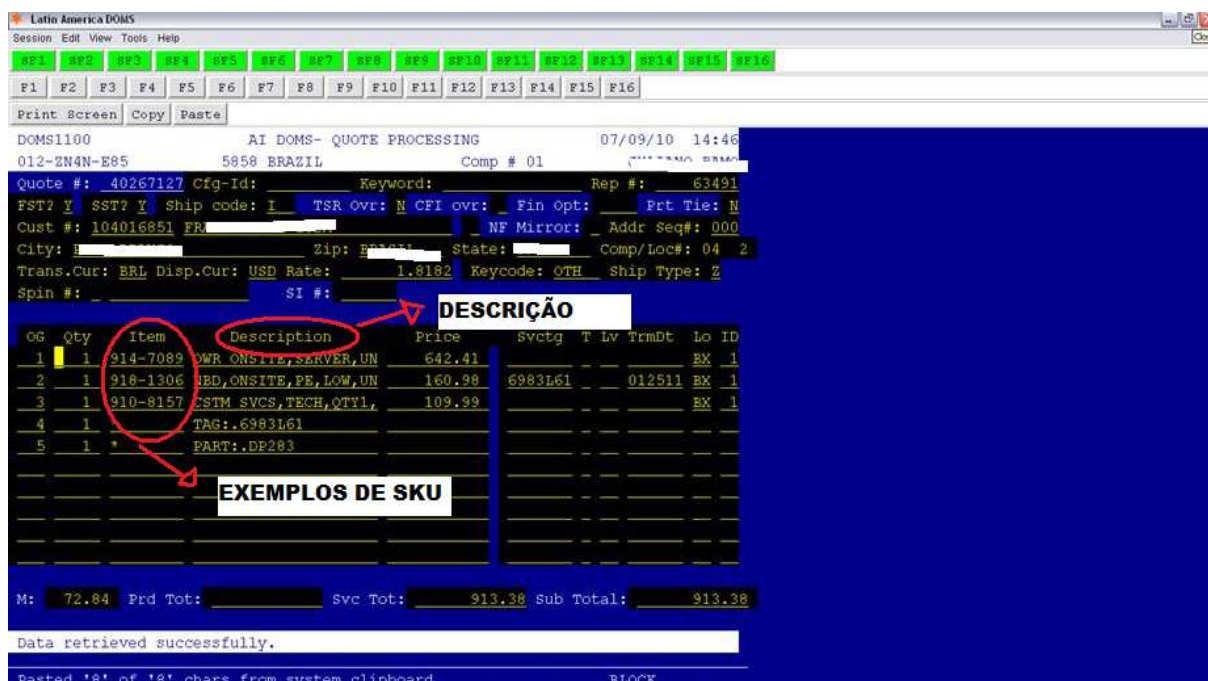 Latin America DOMS
Session Edit View Tools Help
SF1 SF2 SF3 SF4 SF5 SF6 SF7 SF8 SF9 SF10 SF11 SF12 SF13 SF14 SF15 SF16
F1 F2 F3 F4 F5 F6 F7 F8 F9 F10 F11 F12 F13 F14 F15 F16
Print Screen Copy Paste
DOMS1100 AI DOMS- QUOTE PROCESSING 07/09/10 14:46
012-ZN4N-E85 5858 BRAZIL Comp # 01
Quote #: 40267127 Cfg-Id: Keyword: Rep #: 63491
FST? Y SST? Y Ship code: I TSR Ovr: N CFI ovr: Fin Opt: Prt Tie: N
Cust #: 104016851 NF Mirror: Addr Seq#: 000
City: Zip: State: Comp/Loc#: 04 2
Trans.Cur: BRL Disp.Cur: USD Rate: 1.8182 Keycode: OTH Ship Type: Z
Spin #: SI #:
DESCRIÇÃO
OG Qty Item Description Price Svctg T Lv TrmDt Lo ID
1 1 914-7089 OWR ONSITE,SERVER,UN 642.41 BX 1
2 1 918-1306 NBD,ONSITE,PE,LOW,UN 160.98 6983L61 012511 BX 1
3 1 910-8157 CSTM SVCS,TECH,QTY1, 109.99 BX 1
4 1 TAG:.6983L61
5 1 * PART:.DP283
EXEMPLOS DE SKU
M: 72.84 Prd Tot: Svc Tot: 913.38 Sub Total: 913.38
Data retrieved successfully.
Pasted '8' of '8' chars from system clipboard BLOCK